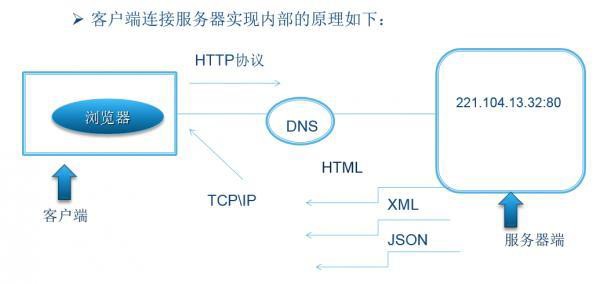 ➢ 客户端连接服务器实现内部的原理如下：
HTTP协议
浏览器
DNS
221.104.13.32:80
HTML
TCP\IP
XML
客户端
JSON
服务器端